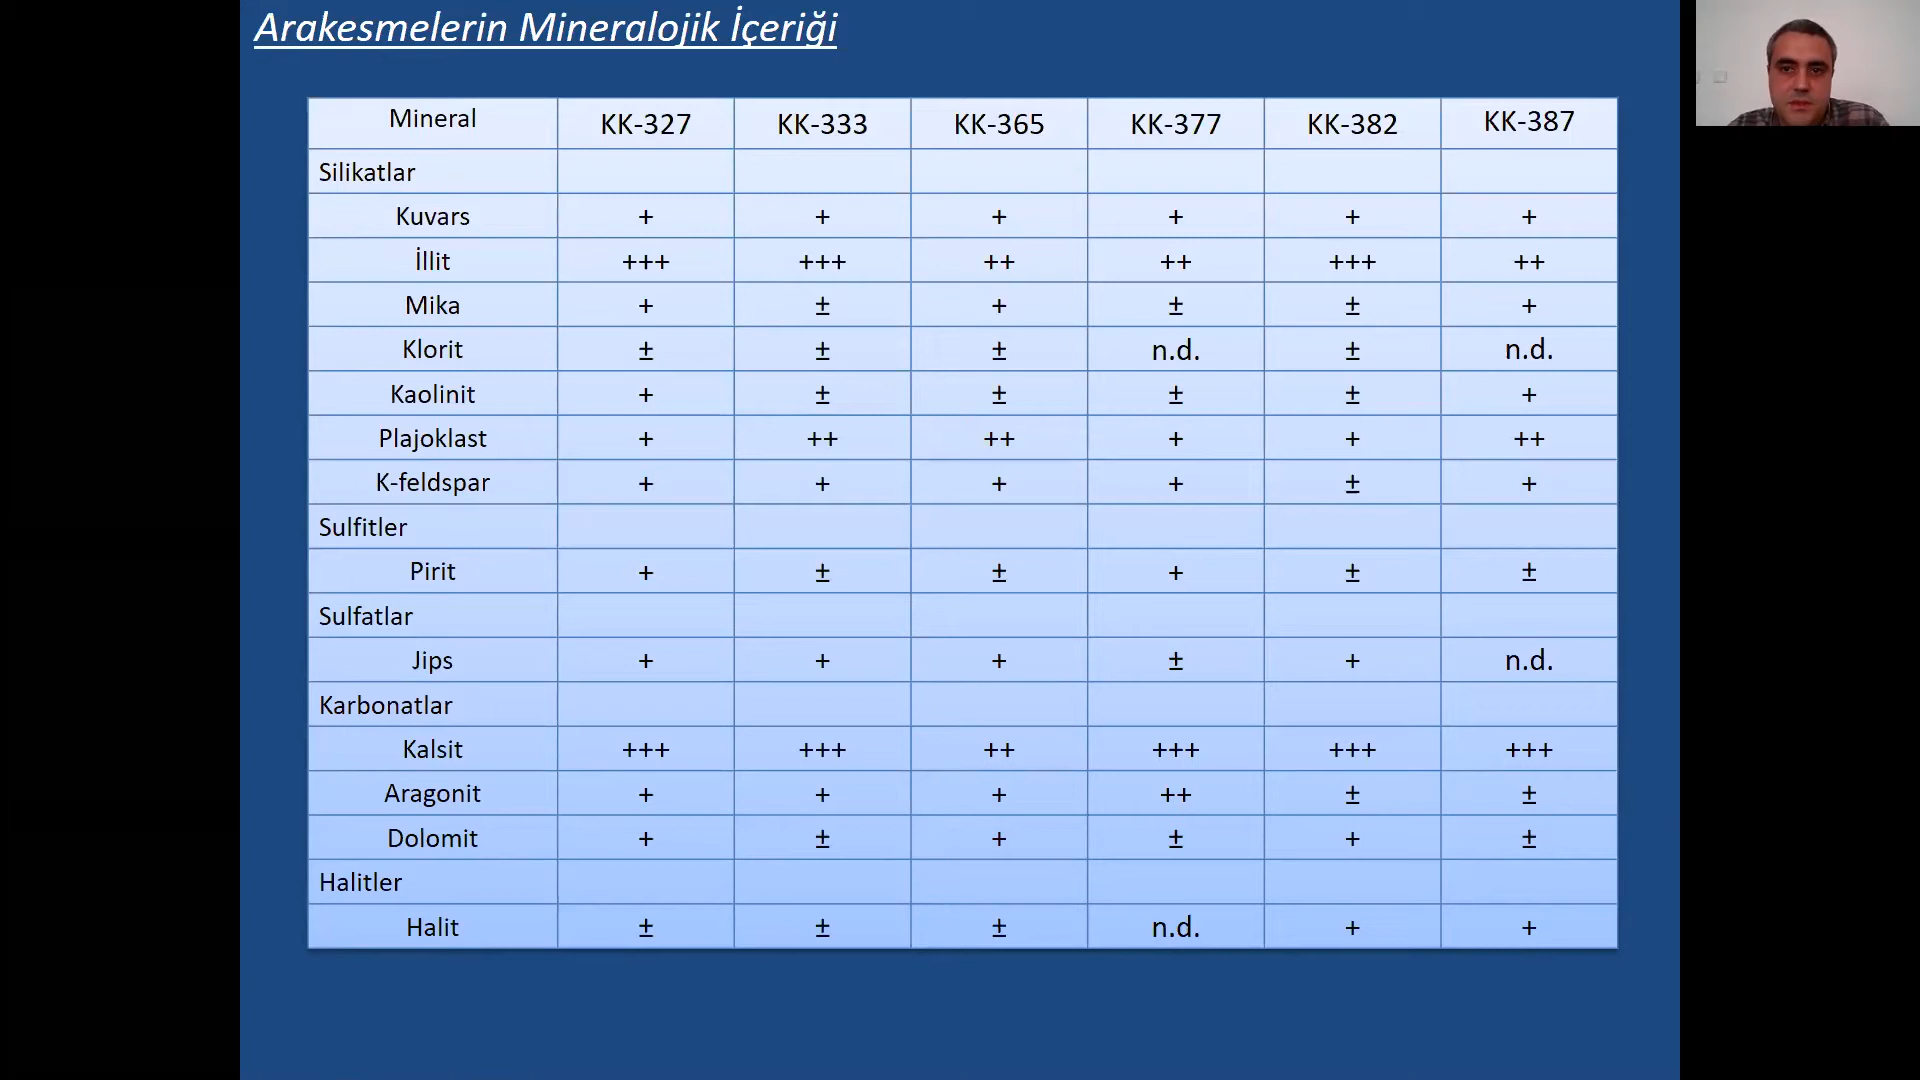 Arakesmelerin Mineralojik İçeriği
Mineral KK-327 KK-333 KK-365 KK-377 KK-382 KK-387
Silikatlar
Kuvars + + + + + +
İllit +++ +++ ++ ++ +++ ++
Mika + ± + ± ± +
Klorit ± ± ± n.d. ± n.d.
Kaolinit + ± ± ± ± +
Plajoklast + ++ ++ + + ++
K-feldspar + + + + ± +
Sulfitler
Pirit + ± ± + ± ±
Sulfatlar
Jips + + + ± + n.d.
Karbonatlar
Kalsit +++ +++ ++ +++ +++ +++
Aragonit + + + ++ ± ±
Dolomit + ± + ± + ±
Halitler
Halit ± ± ± n.d. + +